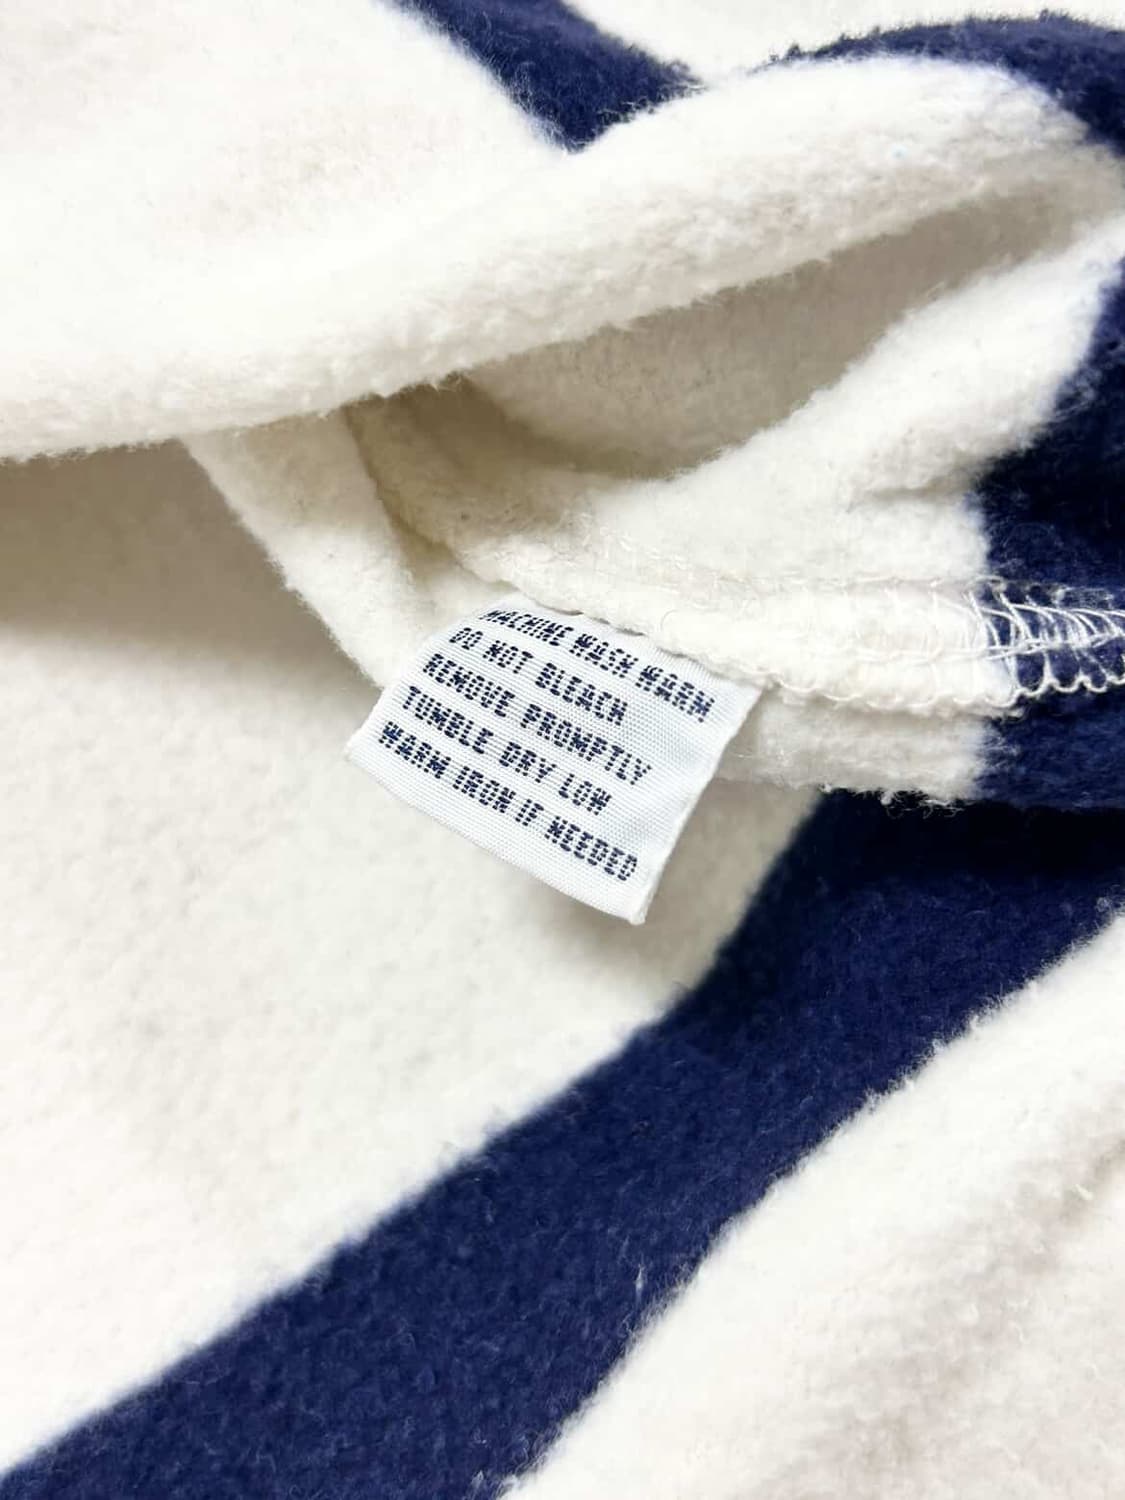 MACHINE WASH WARM
DO NOT BLEACH
REMOVE PROMPTLY
TUMBLE DRY LOW
WARM IRON IF NEEDED